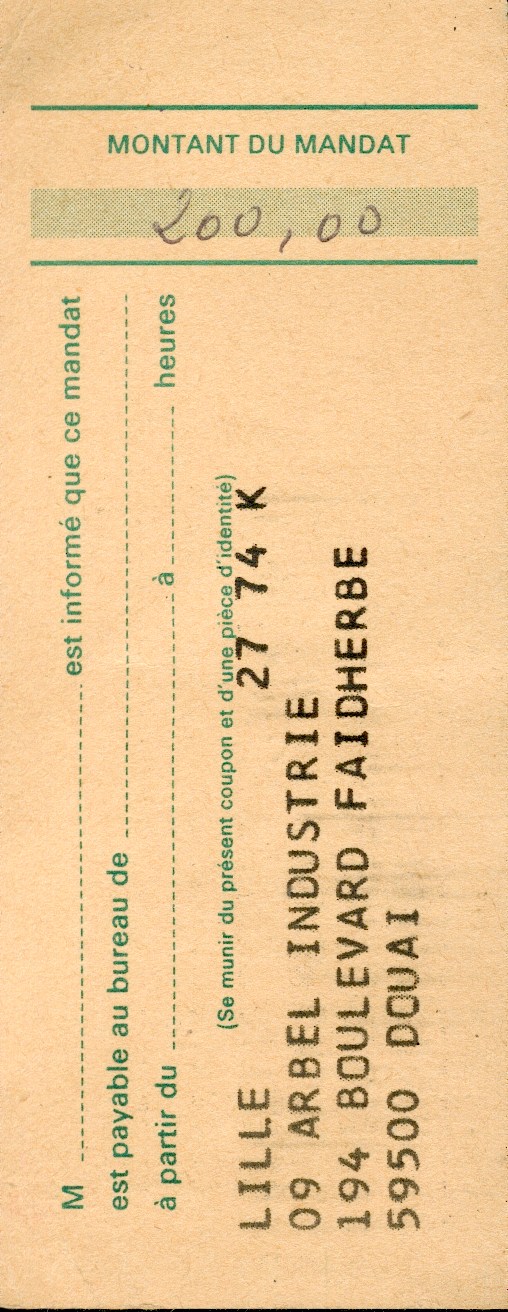 MONTANT DU MANDAT
200,00
M est informé que ce mandat
est payable au bureau de
à partir du à heures
(Se munir du présent coupon et d'une pièce d'identité)
LILLE 27 74 K
09 ARBEL INDUSTRIE
194 BOULEVARD FAIDHERBE
59500 DOUAI